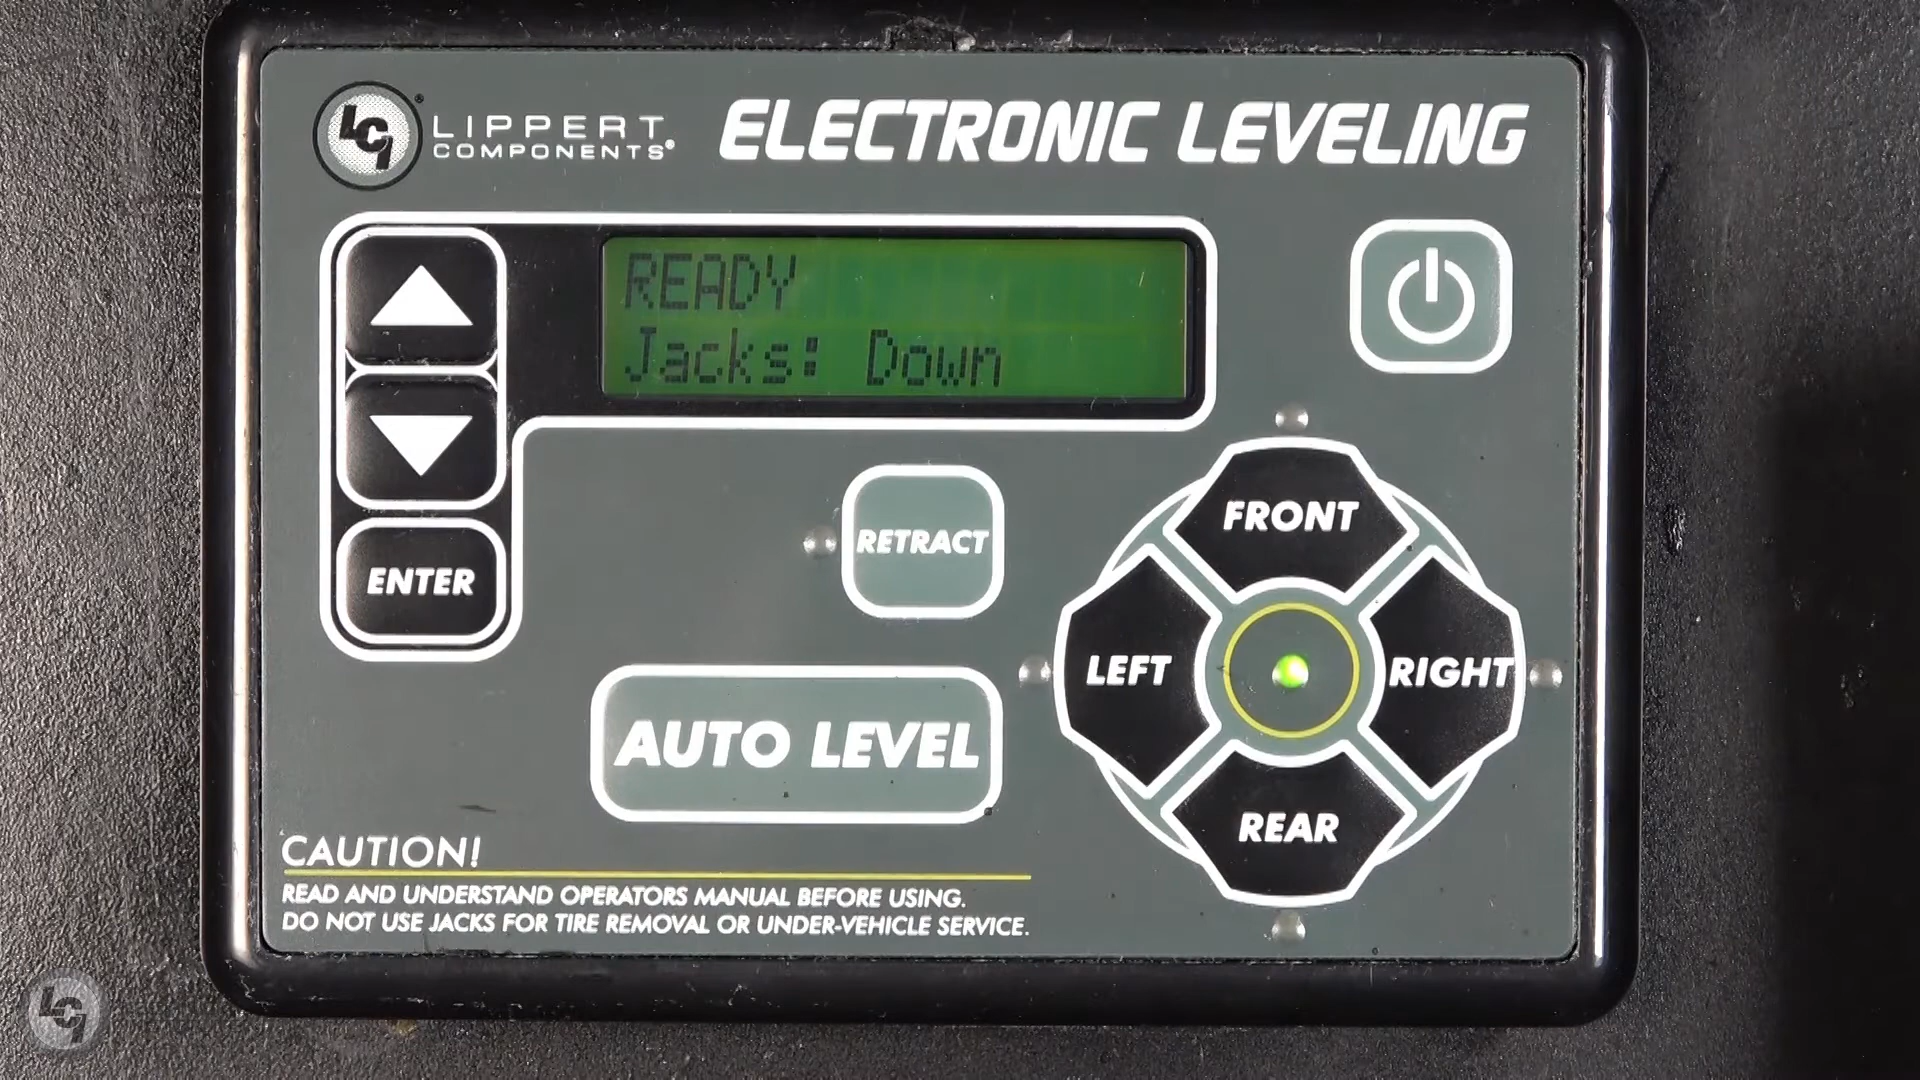 LCI® LIPPERT COMPONENTS® ELECTRONIC LEVELING
READY
Jacks: Down
ENTER
RETRACT
AUTO LEVEL
FRONT
LEFT
RIGHT
REAR
CAUTION!
READ AND UNDERSTAND OPERATORS MANUAL BEFORE USING.
DO NOT USE JACKS FOR TIRE REMOVAL OR UNDER-VEHICLE SERVICE.
LCI